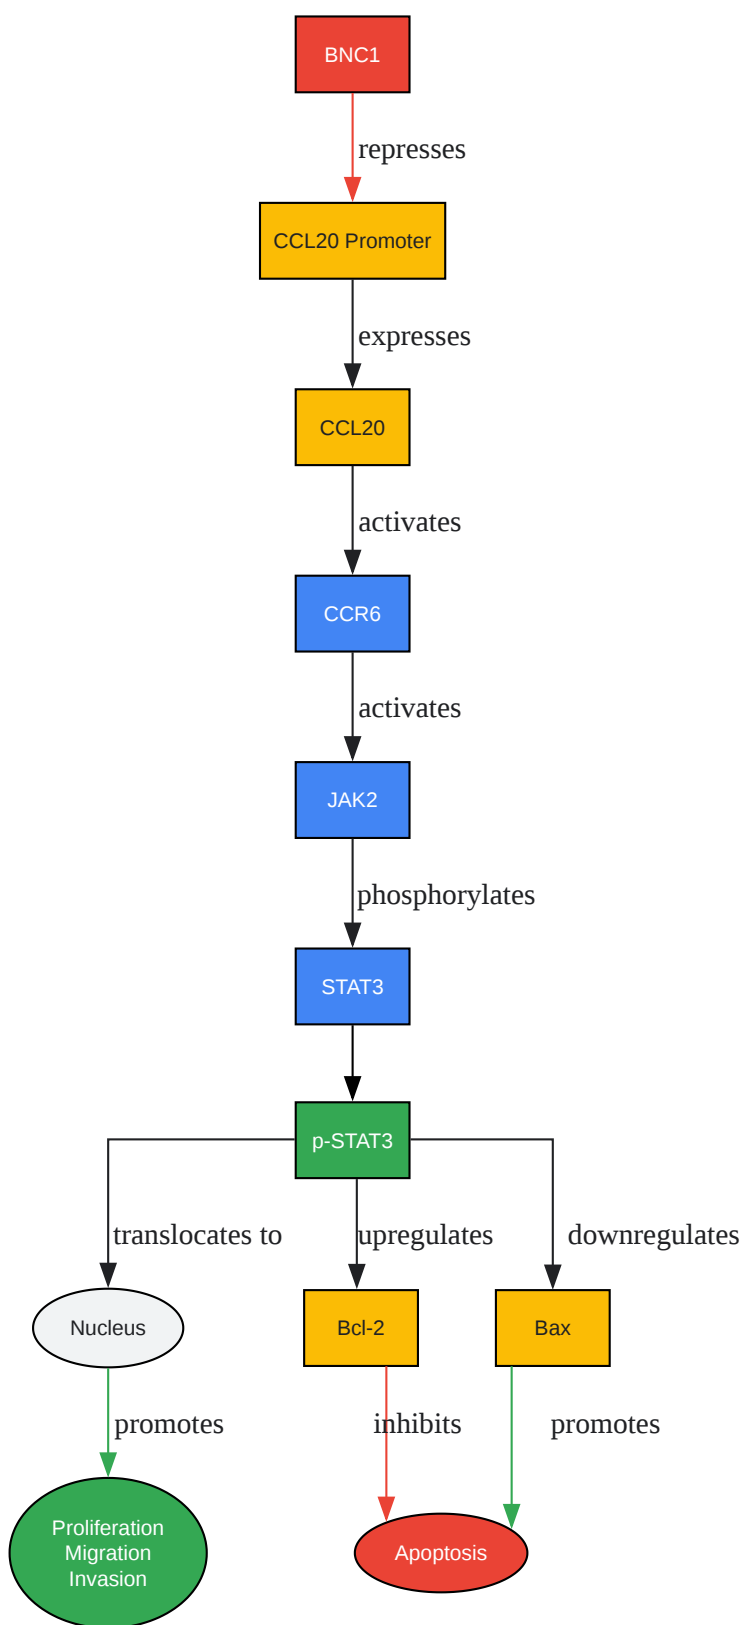 BNC1
represses
CCL20 Promoter
expresses
CCL20
activates
CCR6
activates
JAK2
phosphorylates
STAT3
p-STAT3
translocates to
upregulates
downregulates
Nucleus
Bcl-2
Bax
promotes
inhibits
promotes
Proliferation
Migration
Invasion
Apoptosis